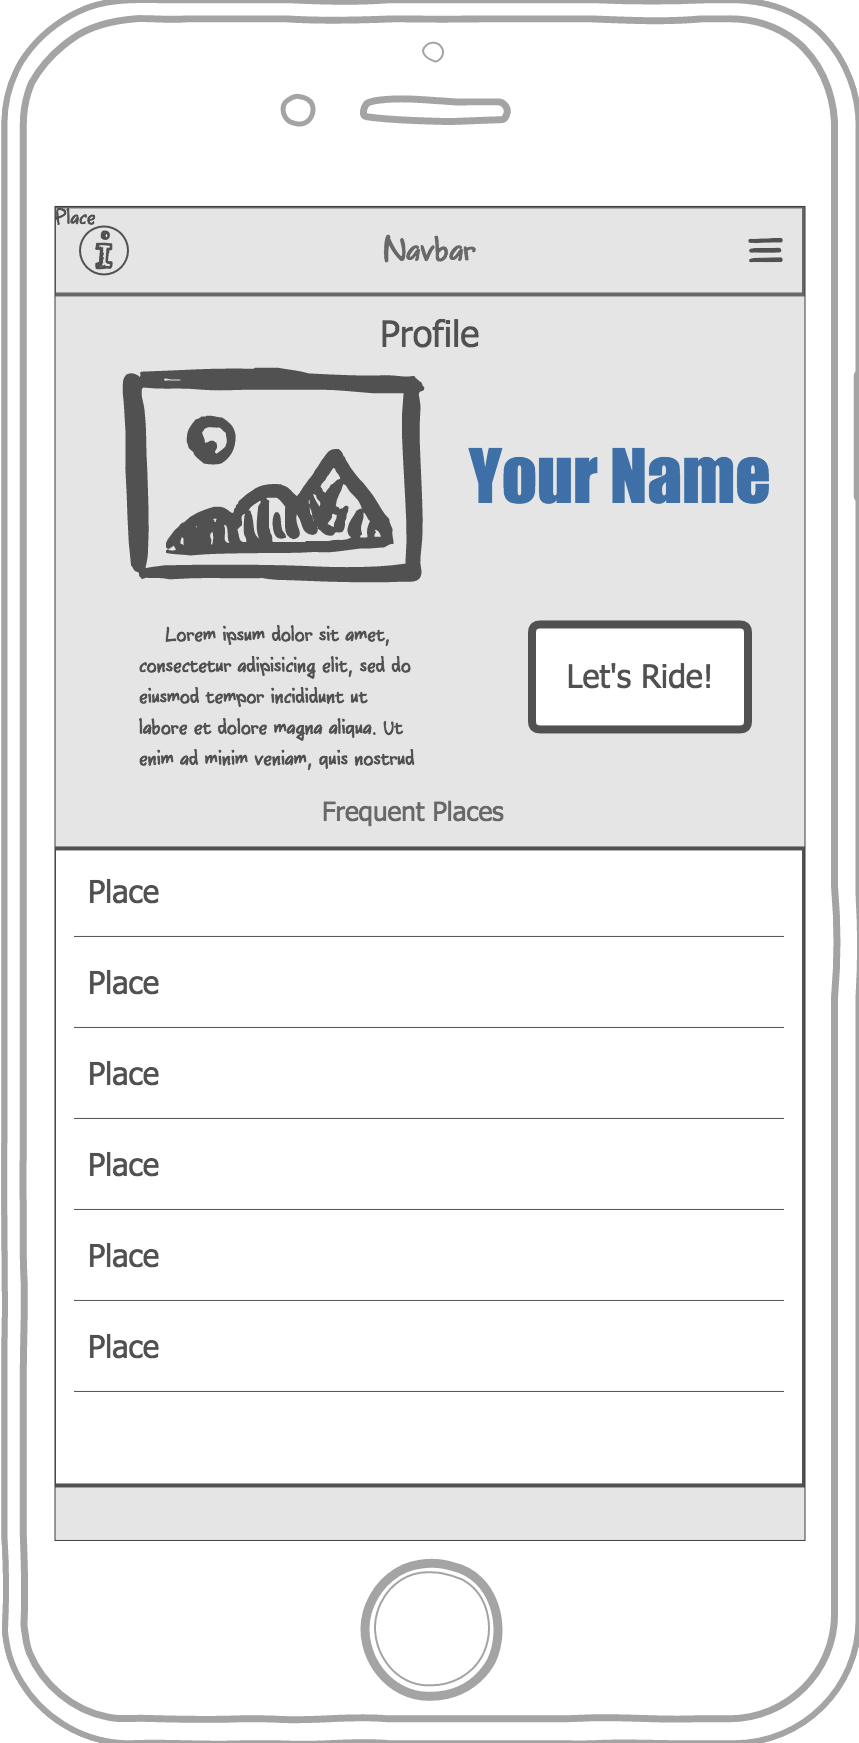 Place
i
Navbar
Profile
Your Name
Lorem ipsum dolor sit amet,
consectetur adipisicing elit, sed do
eiusmod tempor incididunt ut
labore et dolore magna aliqua. Ut
enim ad minim veniam, quis nostrud
Let's Ride!
Frequent Places
Place
Place
Place
Place
Place
Place